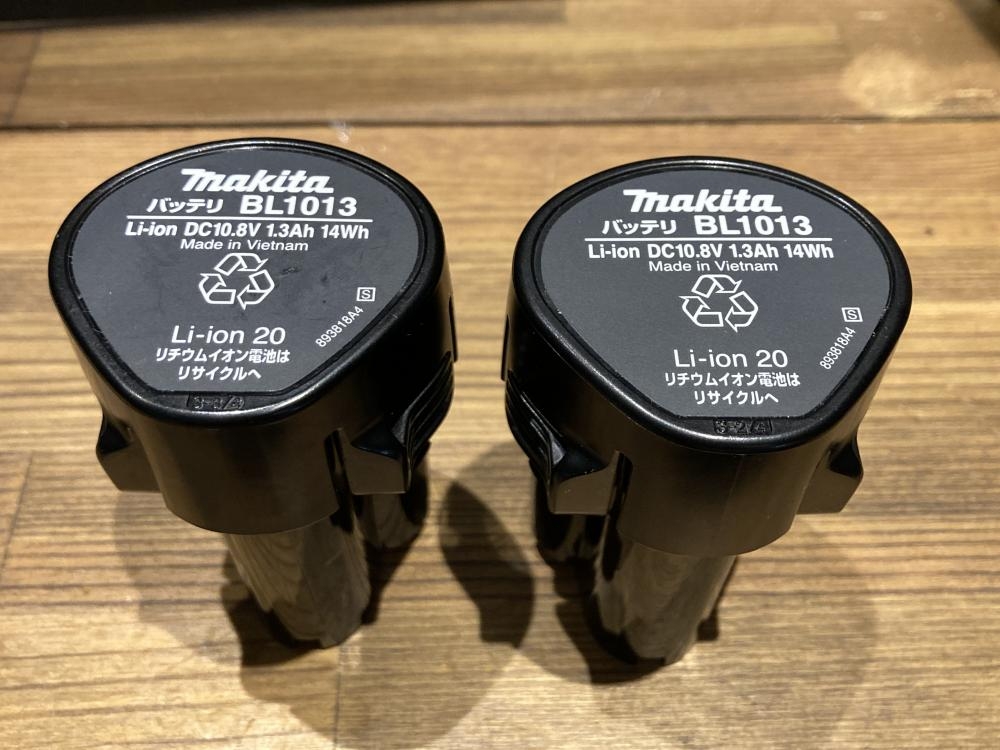 makita
バッテリ BL1013
Li-ion DC10.8V 1.3Ah 14Wh
Made in Vietnam
S
893818A4
Li-ion 20
リチウムイオン電池は
リサイクルへ
makita
バッテリ BL1013
Li-ion DC10.8V 1.3Ah 14Wh
Made in Vietnam
S
893818A4
Li-ion 20
リチウムイオン電池は
リサイクルへ